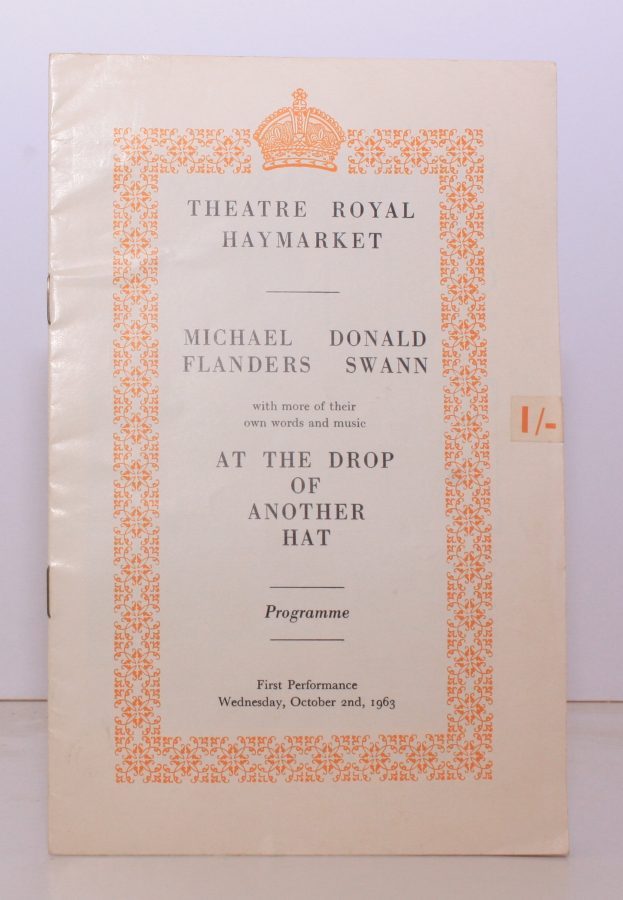 THEATRE ROYAL
HAYMARKET
MICHAEL DONALD
FLANDERS SWANN
with more of their
own words and music
1/-
AT THE DROP
OF
ANOTHER
HAT
Programme
First Performance
Wednesday, October 2nd, 1963